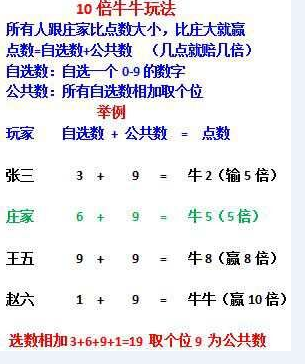 10 倍牛牛玩法
所有人跟庄家比点数大小，比庄大就赢
点数=自选数+公共数 （几点就赔几倍）
自选数：自选一个 0-9 的数字
公共数：所有自选数相加取个位
举例
玩家 自选数 + 公共数 = 点数
张三 3 + 9 = 牛 2（输 5 倍）
庄家 6 + 9 = 牛 5（5 倍）
王五 9 + 9 = 牛 8（赢 8 倍）
赵六 1 + 9 = 牛牛（赢 10 倍）
选数相加 3+6+9+1=19 取个位 9 为公共数